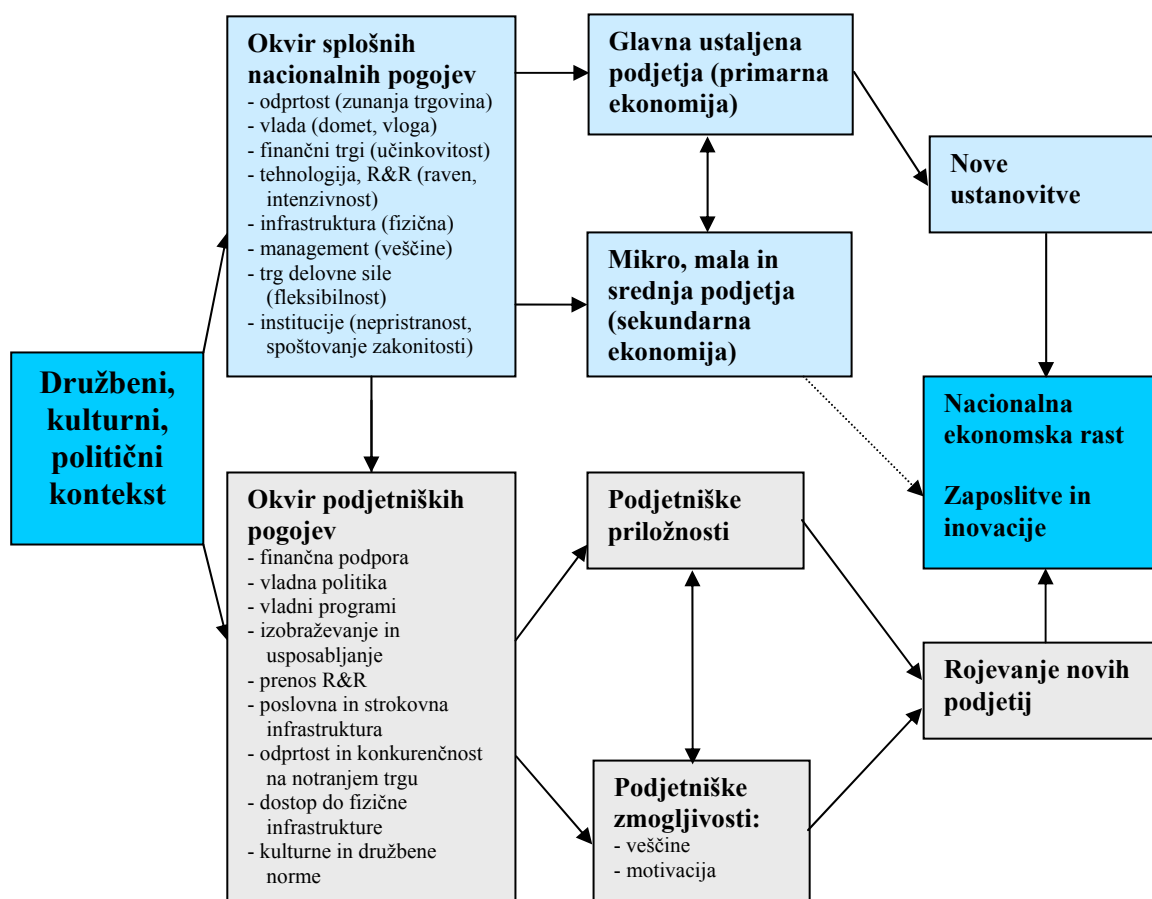 Družbeni,
kulturni,
politični
kontekst
Okvir splošnih
nacionalnih pogojev
- odprtost (zunanja trgovina)
- vlada (domet, vloga)
- finančni trgi (učinkovitost)
- tehnologija, R&R (raven,
intenzivnost)
- infrastruktura (fizična)
- management (veščine)
- trg delovne sile
(fleksibilnost)
- institucije (nepristranost,
spoštovanje zakonitosti)
Okvir podjetniških
pogojev
- finančna podpora
- vladna politika
- vladni programi
- izobraževanje in
usposabljanje
- prenos R&R
- poslovna in strokovna
infrastruktura
- odprtost in konkurenčnost
na notranjem trgu
- dostop do fizične
infrastrukture
- kulturne in družbene
norme
Glavna ustaljena
podjetja (primarna
ekonomija)
Mikro, mala in
srednja podjetja
(sekundarna
ekonomija)
Podjetniške
priložnosti
Podjetniške
zmogljivosti:
- veščine
- motivacija
Nove
ustanovitve
Nacionalna
ekonomska rast
Zaposlitve in
inovacije
Rojevanje novih
podjetij